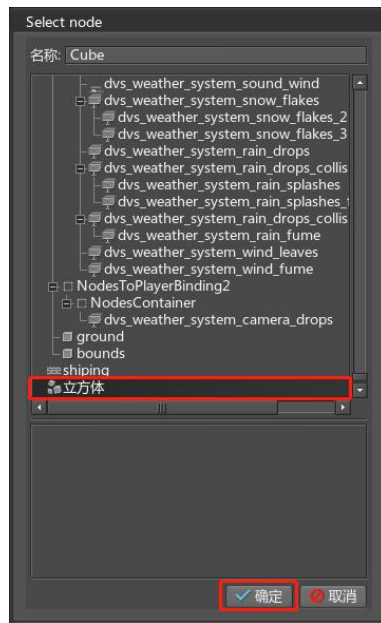 Select node
名称: Cube
dvs_weather_system_sound_wind
dvs_weather_system_snow_flakes
dvs_weather_system_snow_flakes_2
dvs_weather_system_snow_flakes_3
dvs_weather_system_rain_drops
dvs_weather_system_rain_drops_collis
dvs_weather_system_rain_splashes
dvs_weather_system_rain_splashes_f
dvs_weather_system_rain_drops_collis
dvs_weather_system_rain_fume
dvs_weather_system_wind_leaves
dvs_weather_system_wind_fume
NodesToPlayerBinding2
NodesContainer
dvs_weather_system_camera_drops
ground
bounds
shiping
立方体
确定 取消